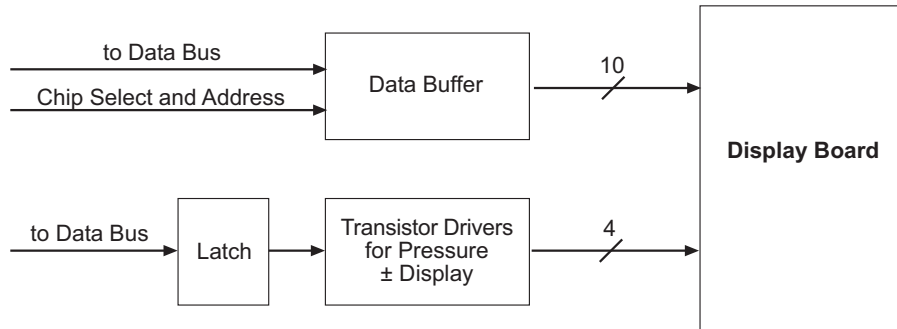 to Data Bus
Chip Select and Address
Data Buffer
10
Display Board
to Data Bus
Latch
Transistor Drivers
for Pressure
± Display
4